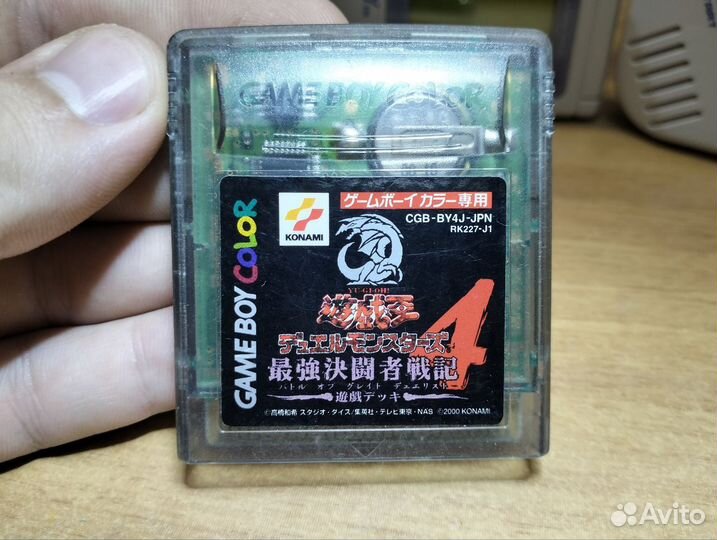 GAME BOY COLOR
GAME BOY COLOR
KONAMI
ゲームボーイカラー専用
CGB-BY4J-JPN
RK227-J1
YU-GI-OH!
遊戯王
デュエルモンスターズ
4
最強決闘者戦記
バトル オブ グレイト デュエリスト
遊戯デッキ
©高橋和希 スタジオ・ダイス/集英社・テレビ東京・NAS ©2000 KONAMI
Avito